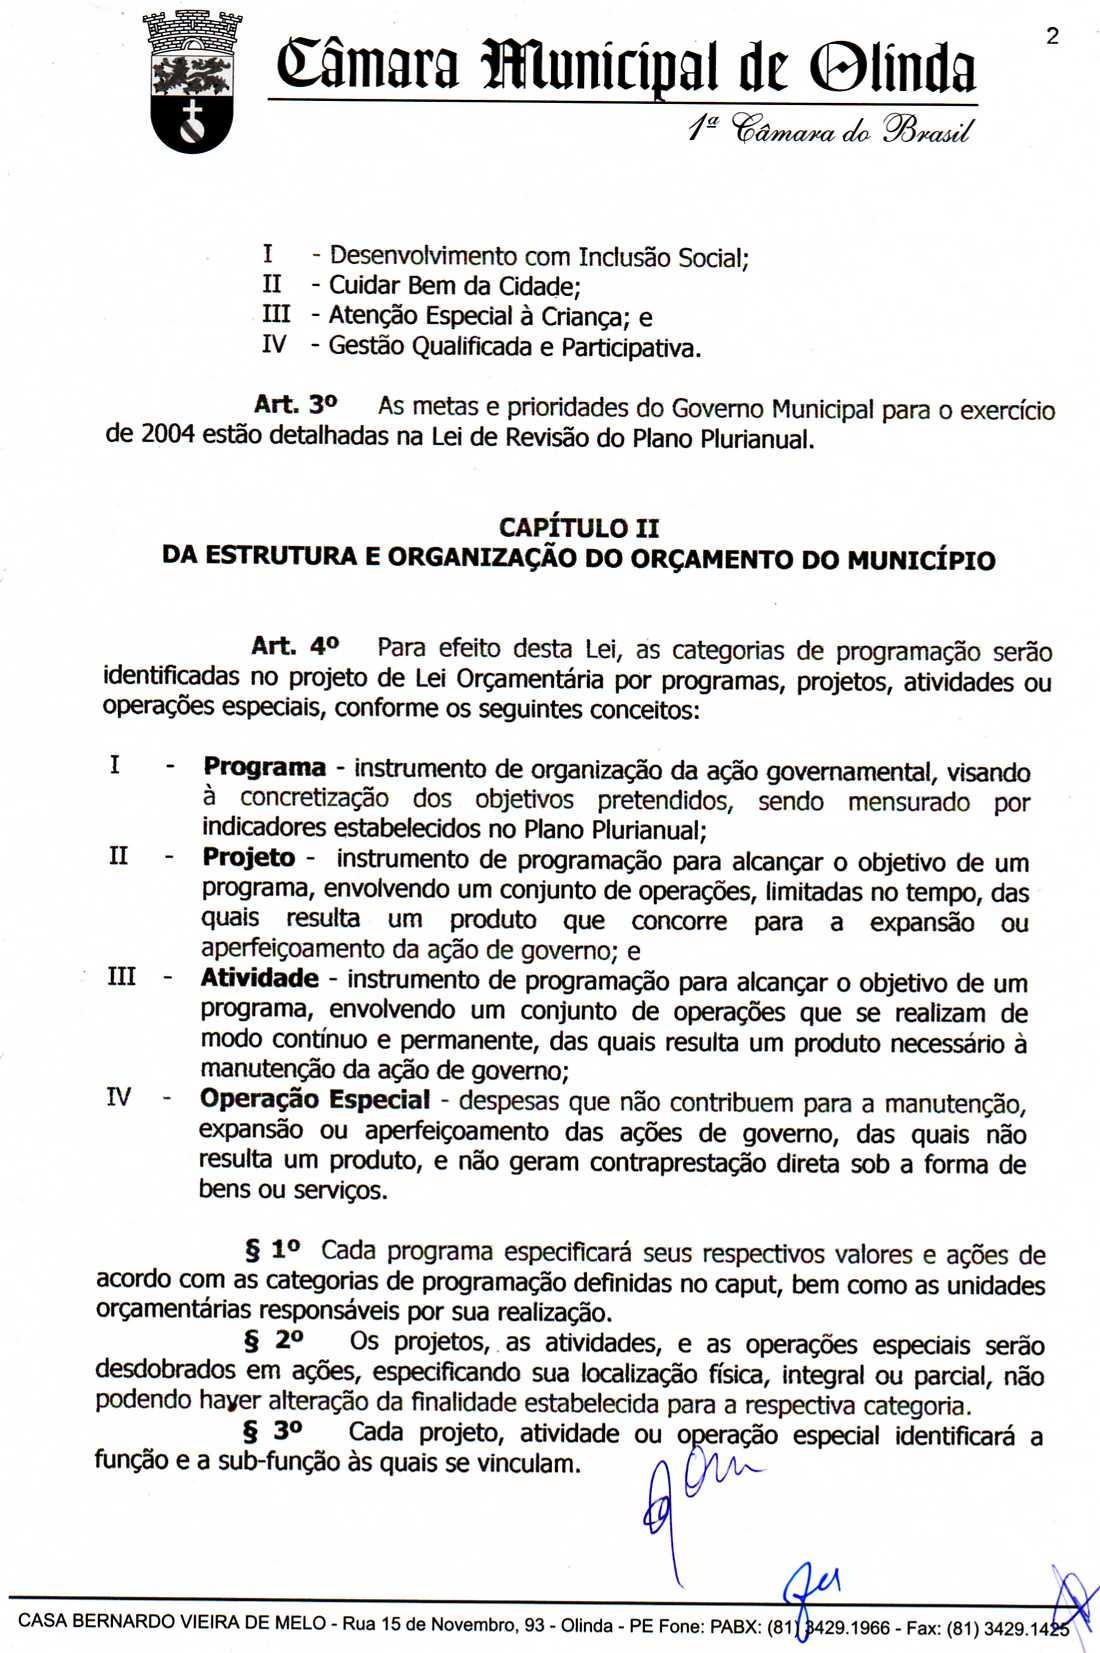 2
Câmara Municipal de Olinda
1ª Câmara do Brasil
I - Desenvolvimento com Inclusão Social;
II - Cuidar Bem da Cidade;
III - Atenção Especial à Criança; e
IV - Gestão Qualificada e Participativa.
Art. 3º As metas e prioridades do Governo Municipal para o exercício
de 2004 estão detalhadas na Lei de Revisão do Plano Plurianual.
CAPÍTULO II
DA ESTRUTURA E ORGANIZAÇÃO DO ORÇAMENTO DO MUNICÍPIO
Art. 4º Para efeito desta Lei, as categorias de programação serão
identificadas no projeto de Lei Orçamentária por programas, projetos, atividades ou
operações especiais, conforme os seguintes conceitos:
I - Programa - instrumento de organização da ação governamental, visando
à concretização dos objetivos pretendidos, sendo mensurado por
indicadores estabelecidos no Plano Plurianual;
II - Projeto - instrumento de programação para alcançar o objetivo de um
programa, envolvendo um conjunto de operações, limitadas no tempo, das
quais resulta um produto que concorre para a expansão ou
aperfeiçoamento da ação de governo; e
III - Atividade - instrumento de programação para alcançar o objetivo de um
programa, envolvendo um conjunto de operações que se realizam de
modo contínuo e permanente, das quais resulta um produto necessário à
manutenção da ação de governo;
IV - Operação Especial - despesas que não contribuem para a manutenção,
expansão ou aperfeiçoamento das ações de governo, das quais não
resulta um produto, e não geram contraprestação direta sob a forma de
bens ou serviços.
§ 1º Cada programa especificará seus respectivos valores e ações de
acordo com as categorias de programação definidas no caput, bem como as unidades
orçamentárias responsáveis por sua realização.
§ 2º Os projetos, as atividades, e as operações especiais serão
desdobrados em ações, especificando sua localização física, integral ou parcial, não
podendo haver alteração da finalidade estabelecida para a respectiva categoria.
§ 3º Cada projeto, atividade ou operação especial identificará a
função e a sub-função às quais se vinculam.
CASA BERNARDO VIEIRA DE MELO - Rua 15 de Novembro, 93 - Olinda - PE Fone: PABX: (81) 3429.1966 - Fax: (81) 3429.1425